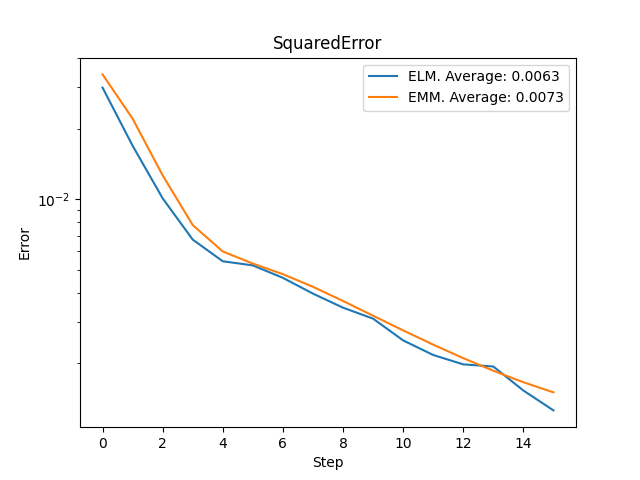 SquaredError
ELM. Average: 0.0063
EMM. Average: 0.0073
10⁻²
Error
0 2 4 6 8 10 12 14
Step